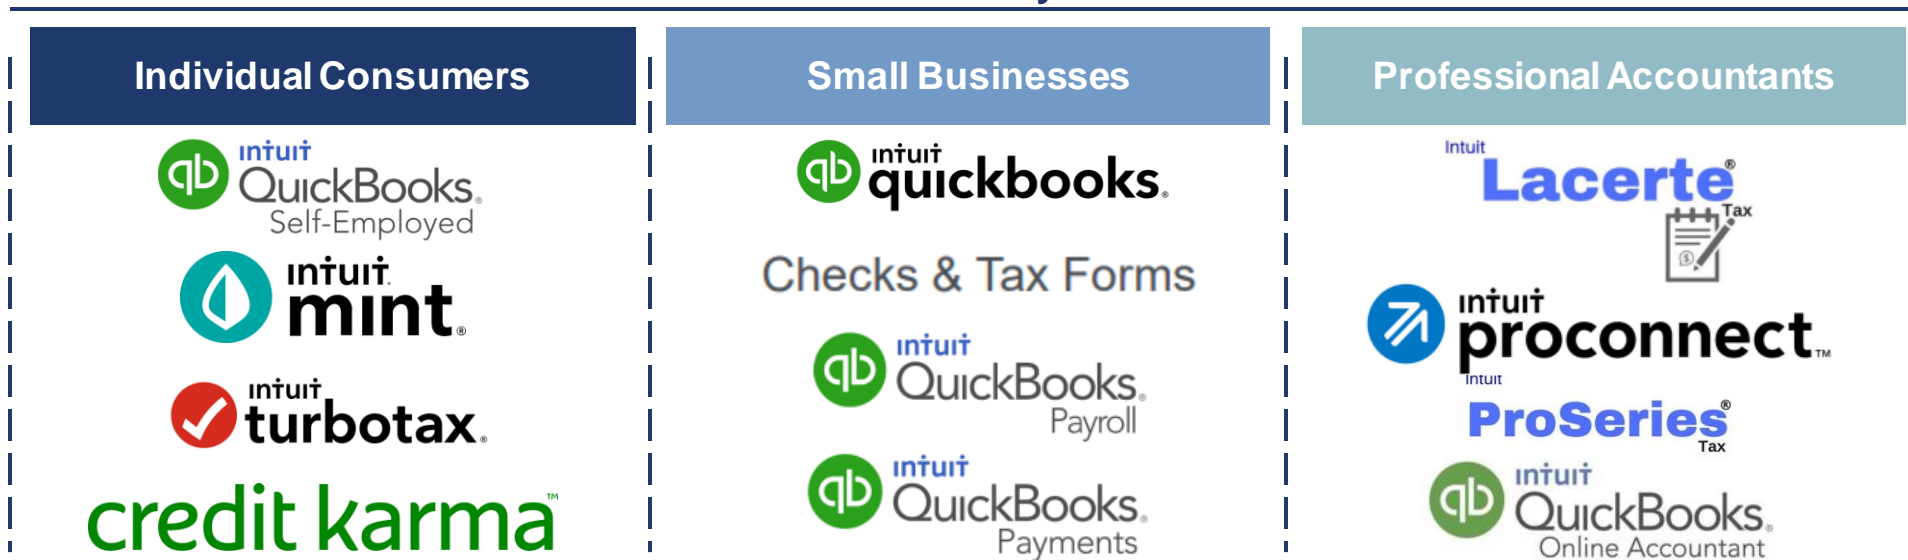 Individual Consumers
intuit
QuickBooks®
Self-Employed
intuit
mint®
intuit
turbotax®
credit karma™
Small Businesses
intuit
quickbooks®
Checks & Tax Forms
intuit
QuickBooks®
Payroll
intuit
QuickBooks®
Payments
Professional Accountants
Intuit
Lacerte®
Tax
intuit
proconnect™
Intuit
ProSeries®
Tax
intuit
QuickBooks®
Online Accountant